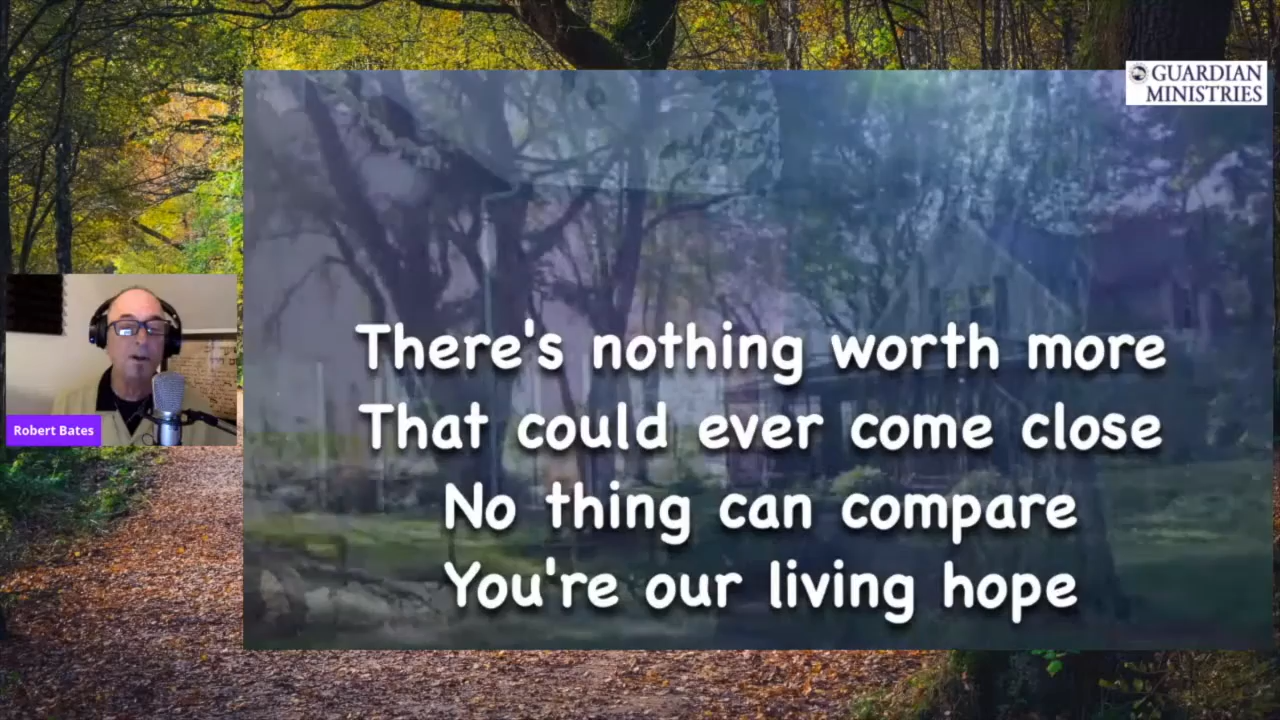 GUARDIAN
MINISTRIES
There's nothing worth more
That could ever come close
No thing can compare
You're our living hope
Robert Bates